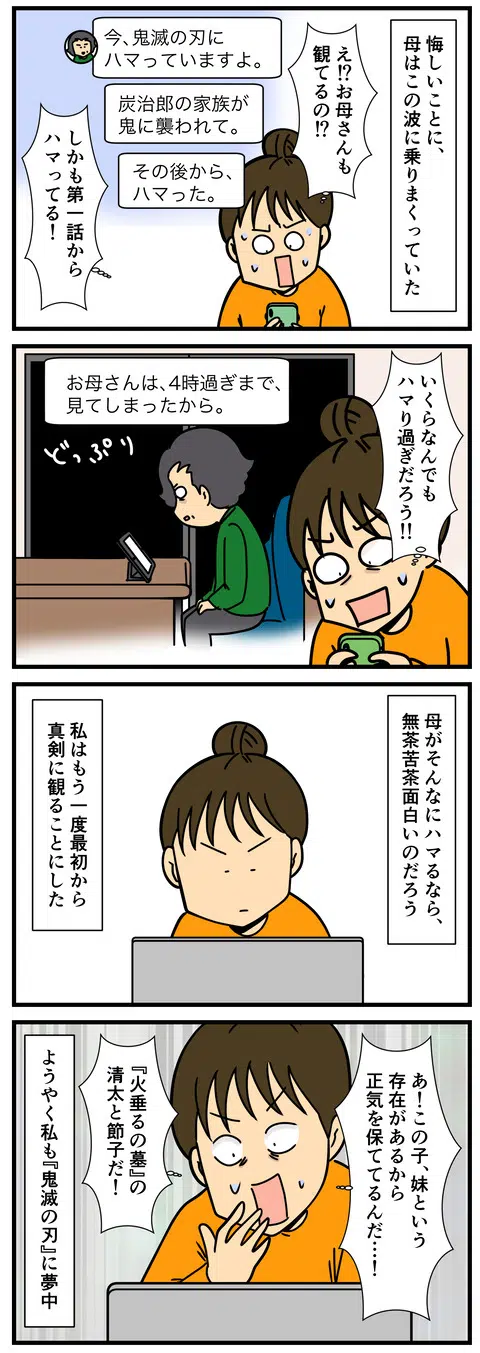 悔しいことに、
母はこの波に乗りまくっていた
え!?お母さんも
観てるの!?
今、鬼滅の刃に
ハマっていますよ。
炭治郎の家族が
鬼に襲われて。
その後から、
ハマった。
しかも第一話から
ハマってる！
いくらなんでも
ハマり過ぎだろう!!
お母さんは、4時過ぎまで、
見てしまったから。
どっぷり
母がそんなにハマるなら、
無茶苦茶面白いのだろう
私はもう一度最初から
真剣に観ることにした
あ！この子、妹という
存在があるから
正気を保ててるんだ…！
『火垂るの墓』の
清太と節子だ！
ようやく私も『鬼滅の刃』に夢中